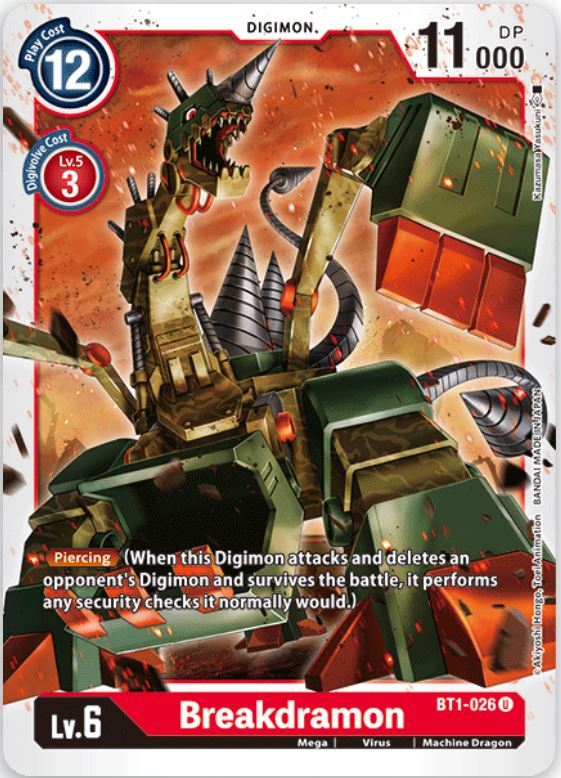 DIGIMON
Play Cost
12
11000
DP
Digivolve Cost
Lv.5
3
Kazumasa Yasukuni
BANDAI MADE IN JAPAN
©Akiyoshi Hongo, Toei Animation
Piercing (When this Digimon attacks and deletes an
opponent's Digimon and survives the battle, it performs
any security checks it normally would.)
BT1-026 U
Lv.6
Breakdramon
Mega | Virus | Machine Dragon